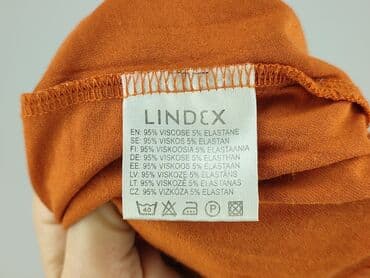 LINDEX
EN: 95% VISCOSE 5% ELASTANE
SE: 95% VISKOS 5% ELASTAN
FI: 95% VISKOOSIA 5% ELASTAANIA
DE: 95% VISKOSE 5% ELASTHAN
EE: 95% VISKOOS 5% ELASTAAN
LV: 95% VISKOZE 5% ELASTĀNS
LT: 95% VISKOZĖ 5% ELASTANAS
CZ: 95% VIZKÓZA 5% ELASTAN
40 P